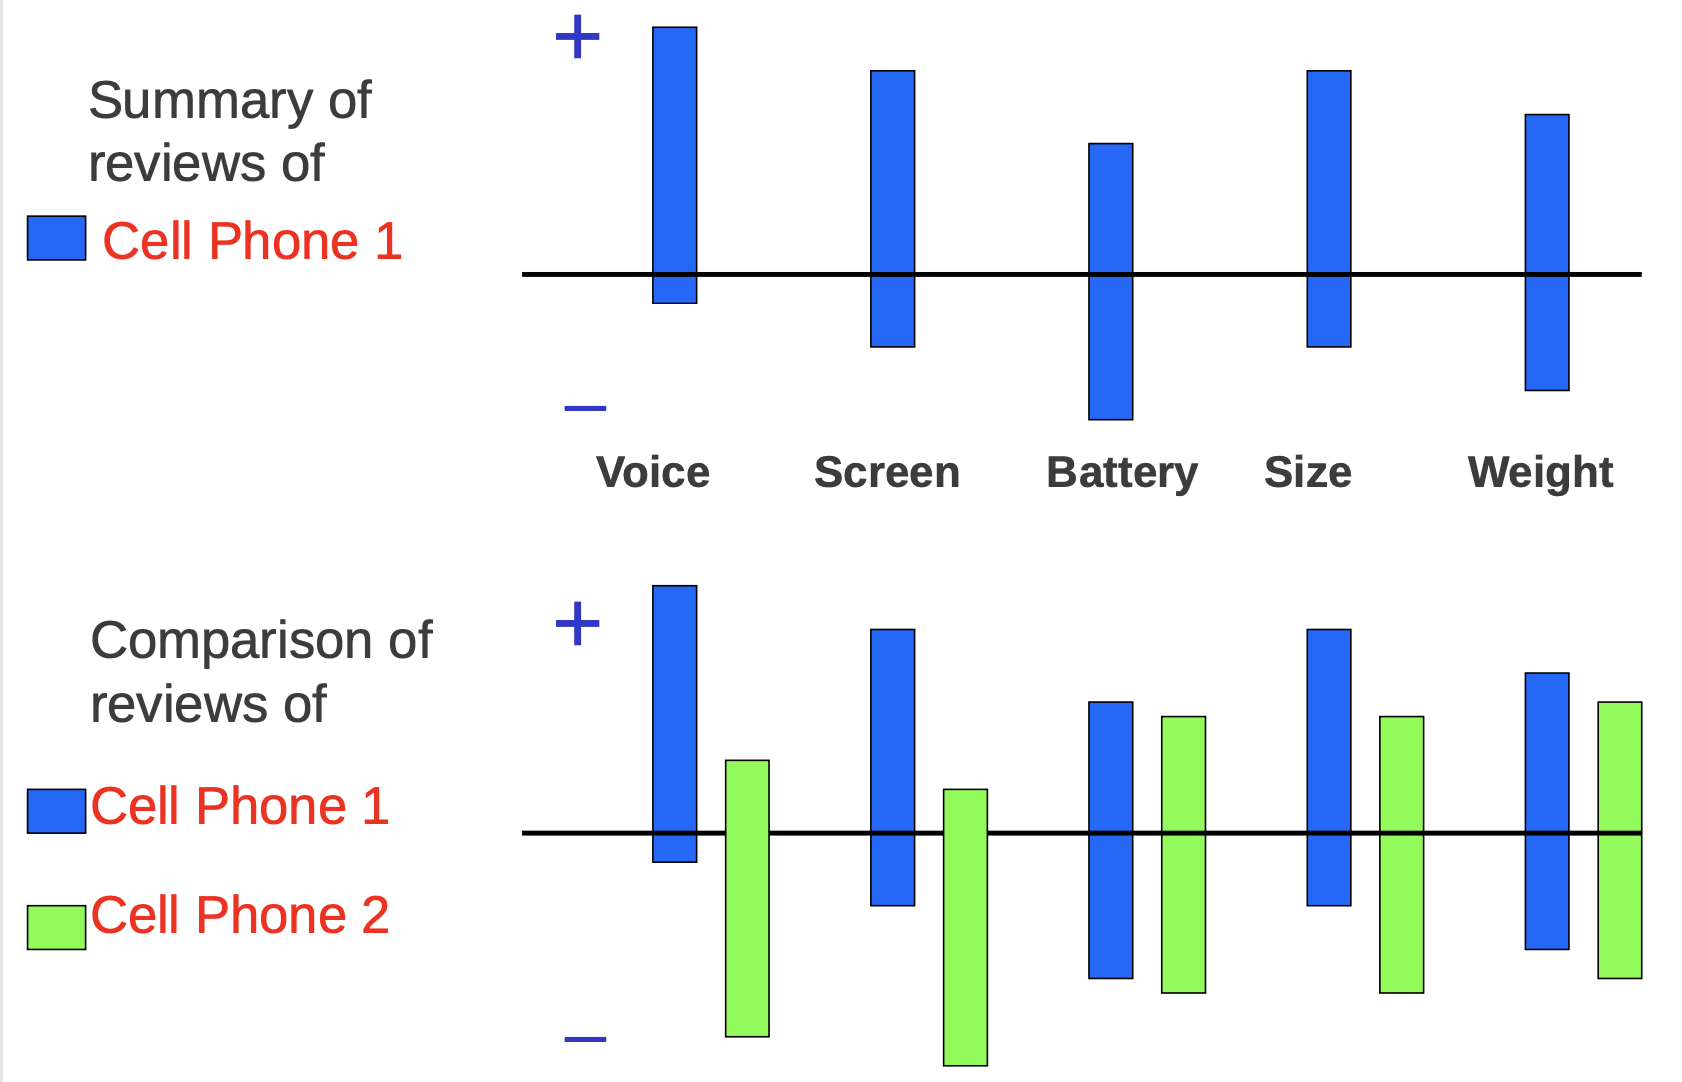 +
Summary of
reviews of
Cell Phone 1
–
Voice Screen Battery Size Weight
+
Comparison of
reviews of
Cell Phone 1
Cell Phone 2
–